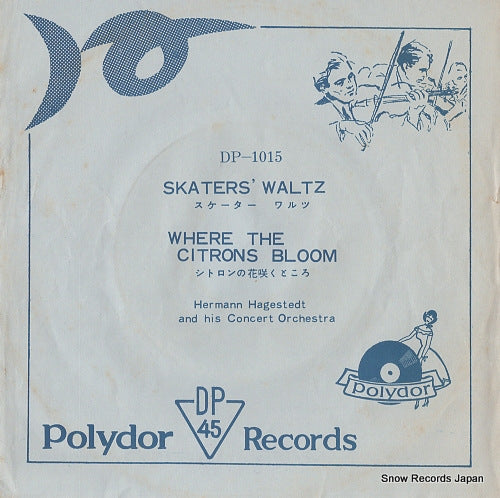 DP-1015
SKATERS' WALTZ
スケーター ワルツ
WHERE THE
CITRONS BLOOM
シトロンの花咲くところ
Hermann Hagestedt
and his Concert Orchestra
polydor
Polydor DP 45 Records
Snow Records Japan